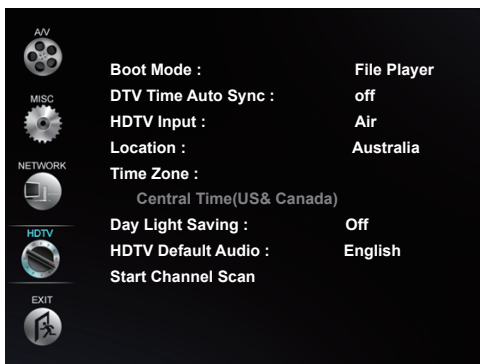 A/V
MISC
NETWORK
HDTV
EXIT
Boot Mode : File Player
DTV Time Auto Sync : off
HDTV Input : Air
Location : Australia
Time Zone :
Central Time(US& Canada)
Day Light Saving : Off
HDTV Default Audio : English
Start Channel Scan